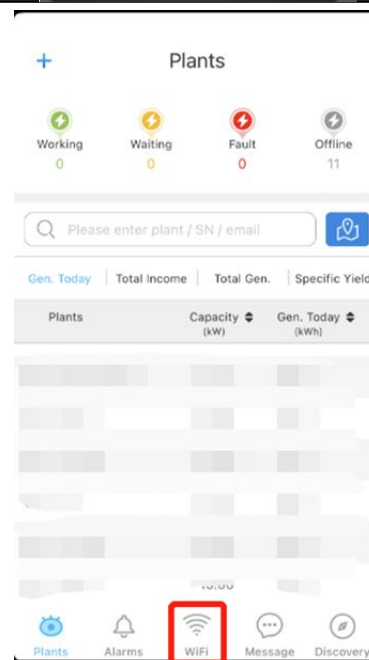 + Plants
Working Waiting Fault Offline
0 0 0 11
Please enter plant / SN / email
Gen. Today Total Income Total Gen. Specific Yield
Plants Capacity Gen. Today
(kW) (kWh)
Plants Alarms WiFi Message Discovery